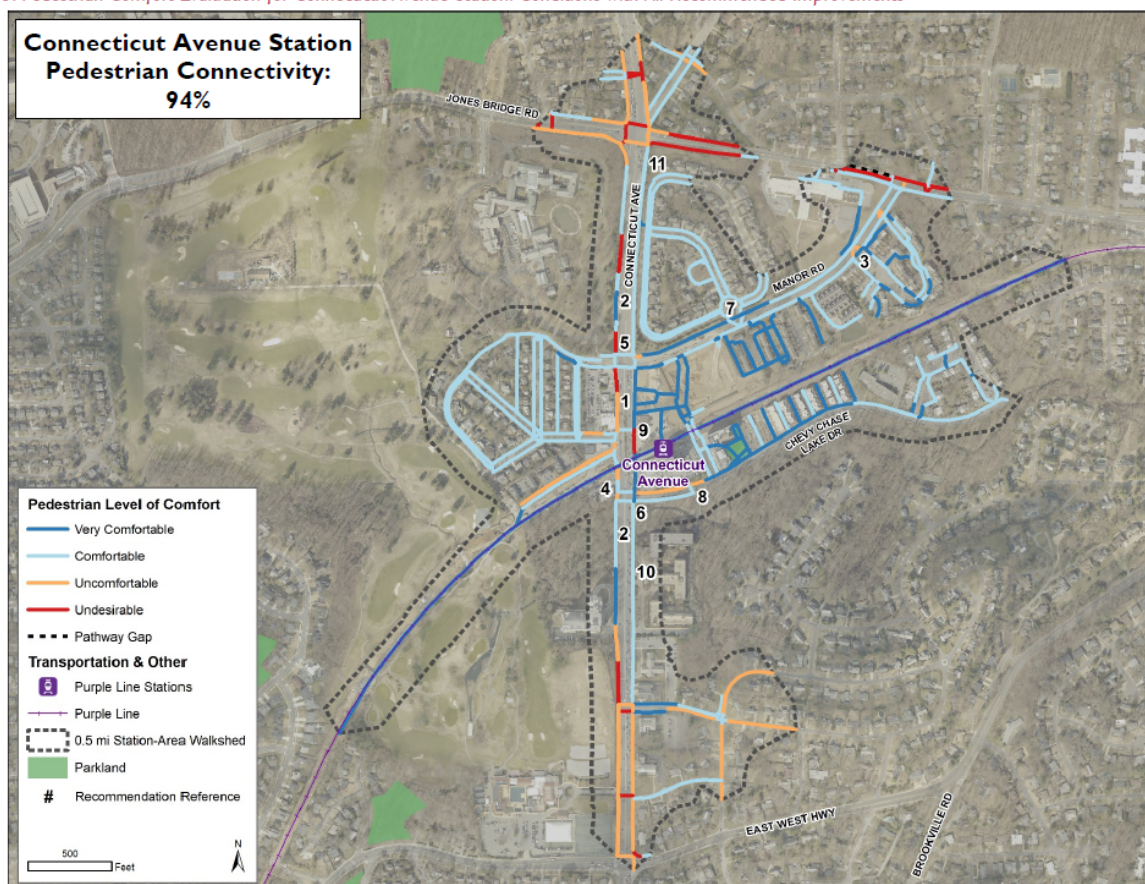 Connecticut Avenue Station
Pedestrian Connectivity:
94%
JONES BRIDGE RD
11
CONNECTICUT AVE
MANOR RD
3
2
7
5
1
9
CHEVY CHASE
LAKE DR
Connecticut
Avenue
4
8
6
2
10
EAST WEST HWY
BROOKVILLE RD
Pedestrian Level of Comfort
Very Comfortable
Comfortable
Uncomfortable
Undesirable
Pathway Gap
Transportation & Other
Purple Line Stations
Purple Line
0.5 mi Station-Area Walkshed
Parkland
# Recommendation Reference
500
Feet
N